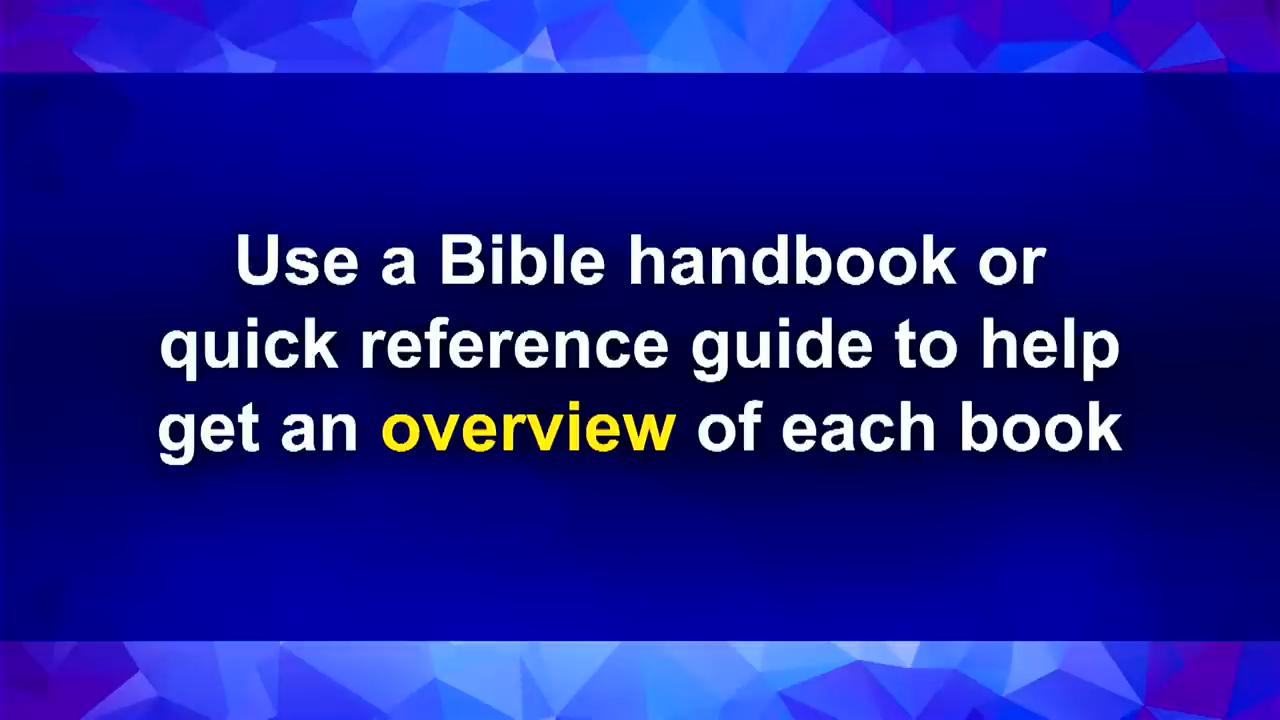 Use a Bible handbook or
quick reference guide to help
get an overview of each book